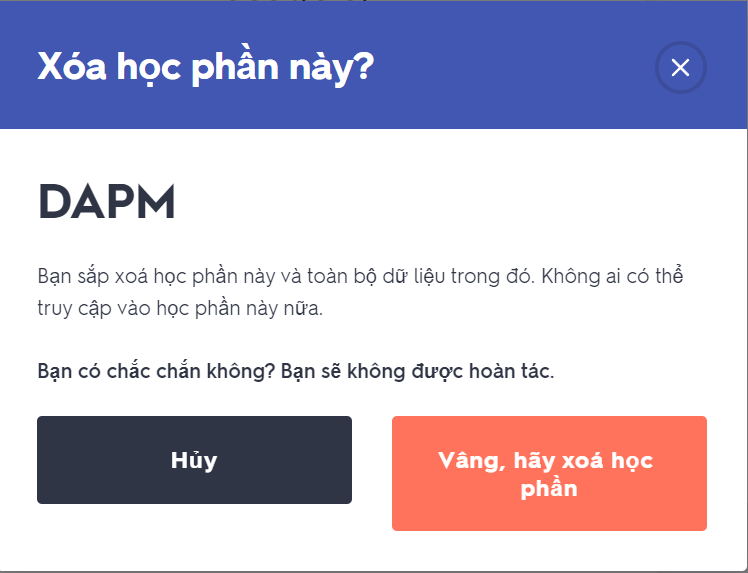 Xóa học phần này?
DAPM
Bạn sắp xoá học phần này và toàn bộ dữ liệu trong đó. Không ai có thể
truy cập vào học phần này nữa.
Bạn có chắc chắn không? Bạn sẽ không được hoàn tác.
Hủy
Vâng, hãy xoá học
phần